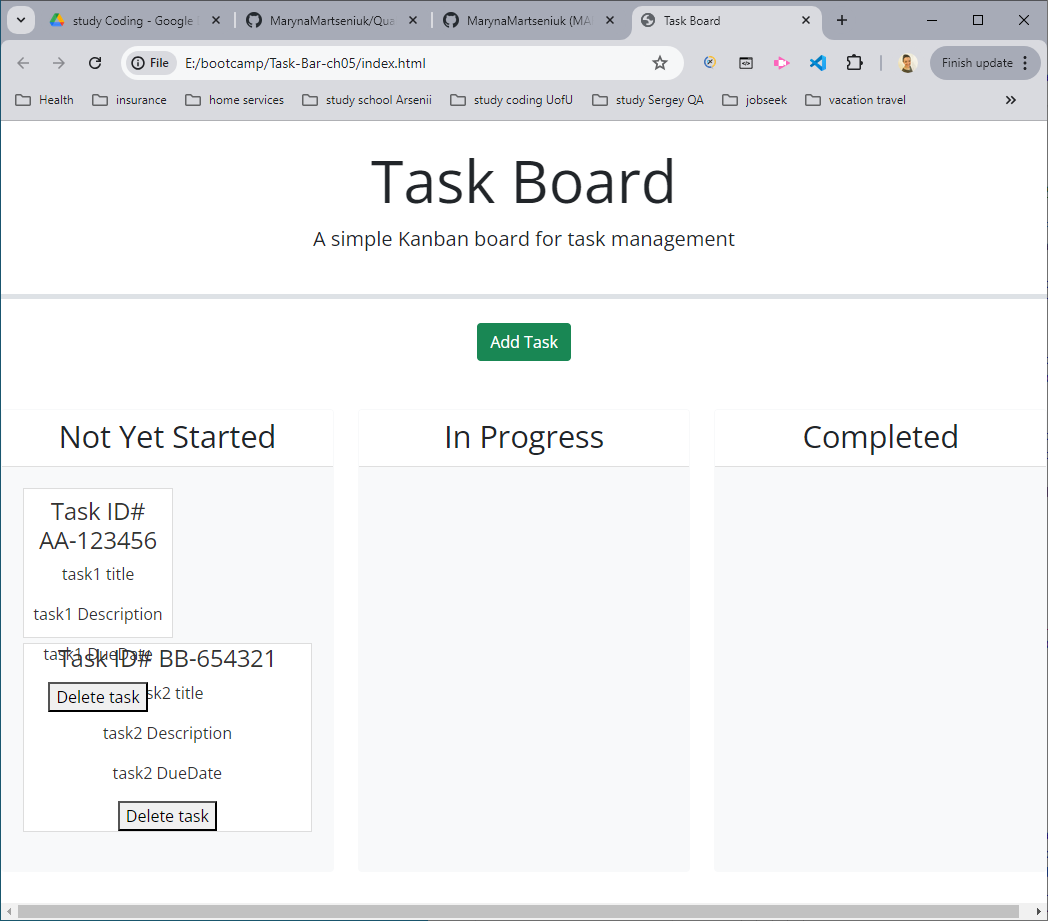 study Coding - Google
MarynaMartseniuk/Qua
MarynaMartseniuk (MA
Task Board
File
E:/bootcamp/Task-Bar-ch05/index.html
Finish update
Health
insurance
home services
study school Arsenii
study coding UofU
study Sergey QA
jobseek
vacation travel
Task Board
A simple Kanban board for task management
Add Task
Not Yet Started
In Progress
Completed
Task ID#
AA-123456
task1 title
task1 Description
task1 DueDate
Delete task
Task ID# BB-654321
sk2 title
task2 Description
task2 DueDate
Delete task